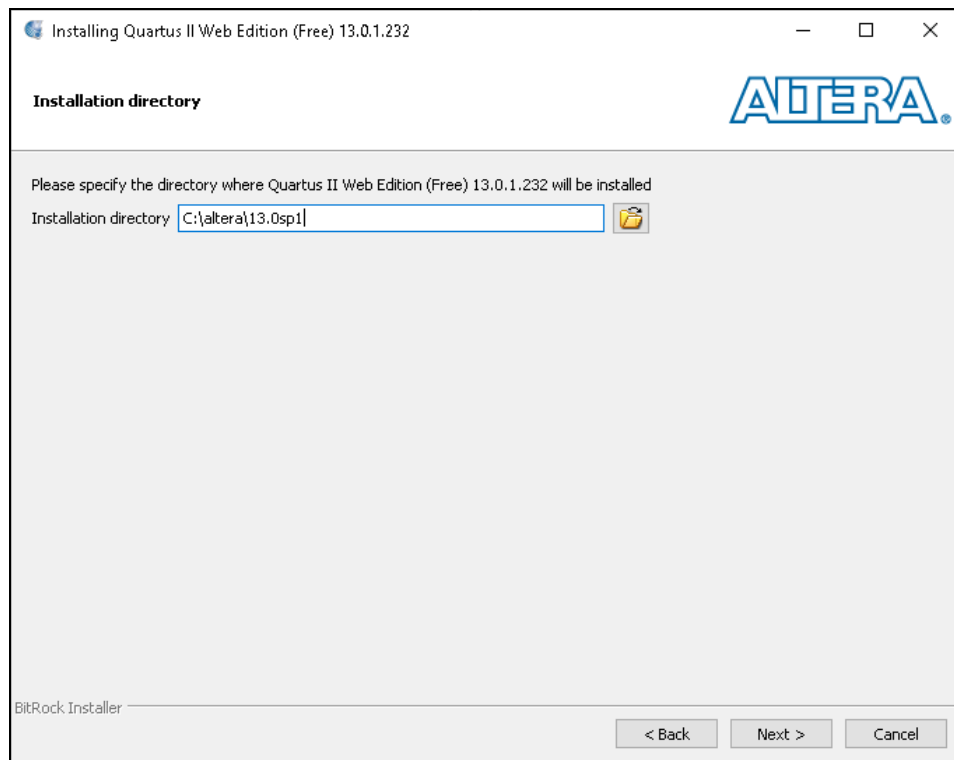 Installing Quartus II Web Edition (Free) 13.0.1.232
Installation directory
ALTERA®
Please specify the directory where Quartus II Web Edition (Free) 13.0.1.232 will be installed
Installation directory C:\altera\13.0sp1
BitRock Installer
< Back Next > Cancel